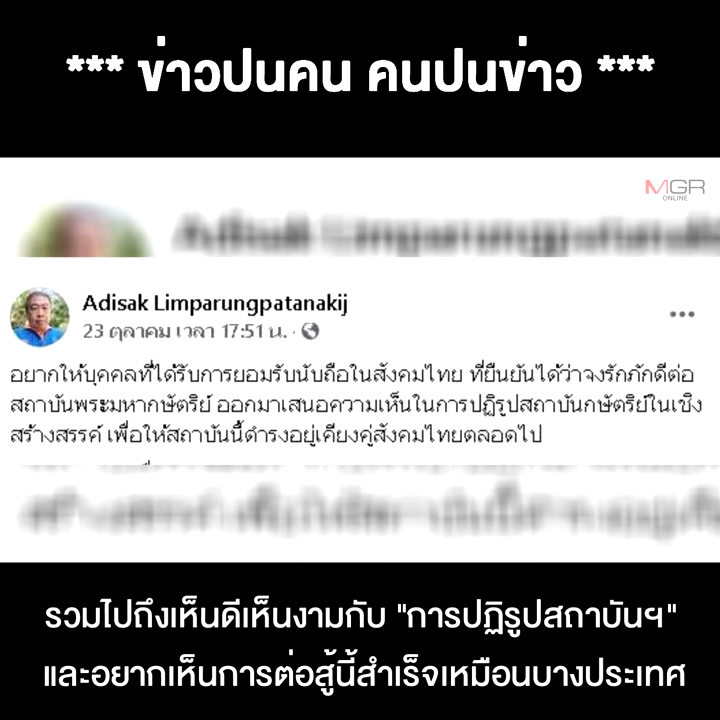 *** ข่าวปนคน คนปนข่าว ***
MGR
ONLINE
Adisak Limparungpatanakij
23 ตุลาคม เวลา 17:51 น. ·
อยากให้บุคคลที่ได้รับการยอมรับนับถือในสังคมไทย ที่ยืนยันได้ว่าจงรักภักดีต่อ
สถาบันพระมหากษัตริย์ ออกมาเสนอความเห็นในการปฏิรูปสถาบันกษัตริย์ในเชิง
สร้างสรรค์ เพื่อให้สถาบันนี้ดำรงอยู่เคียงคู่สังคมไทยตลอดไป
รวมไปถึงเห็นดีเห็นงามกับ "การปฏิรูปสถาบันฯ"
และอยากเห็นการต่อสู้นี้สำเร็จเหมือนบางประเทศ